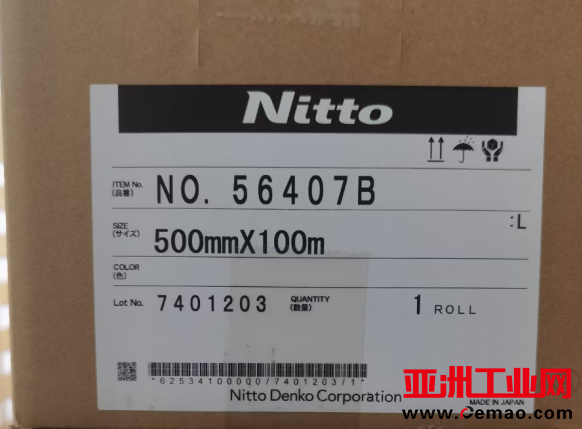 Nitto
ITEM No. NO. 56407B
(品番)
:L
SIZE 500mmX100m
(サイズ)
COLOR
(色)
Lot No. 7401203 QUANTITY 1 ROLL
(数量)
*62534100000/7401203/1*
Nitto Denko Corporation
MADE IN JAPAN
亚洲工业网
www.Cemao.com